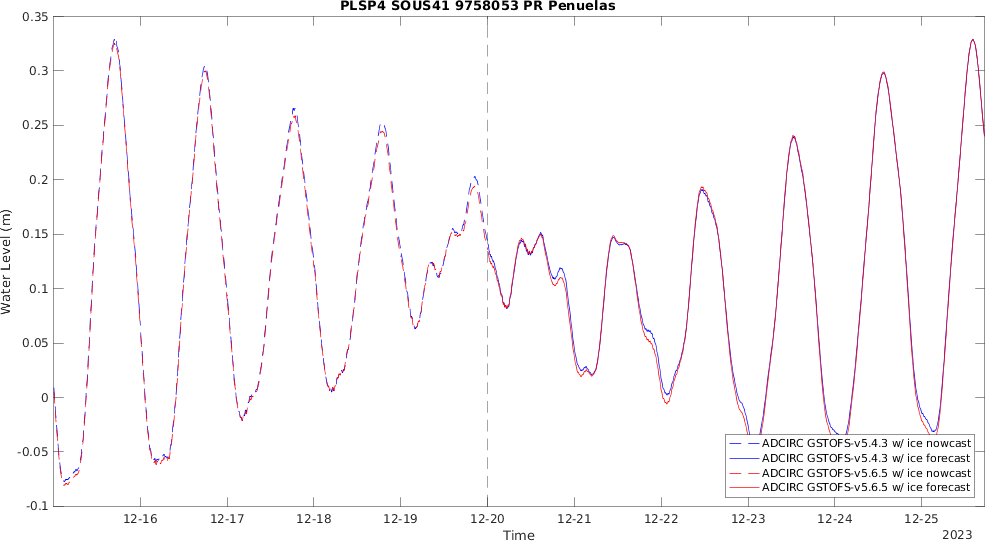 PLSP4 SOUS41 9758053 PR Penuelas
0.35
0.3
0.25
0.2
0.15
0.1
0.05
0
-0.05
-0.1
Water Level (m)
12-16 12-17 12-18 12-19 12-20 12-21 12-22 12-23 12-24 12-25
Time
2023
ADCIRC GSTOFS-v5.4.3 w/ ice nowcast
ADCIRC GSTOFS-v5.4.3 w/ ice forecast
ADCIRC GSTOFS-v5.6.5 w/ ice nowcast
ADCIRC GSTOFS-v5.6.5 w/ ice forecast